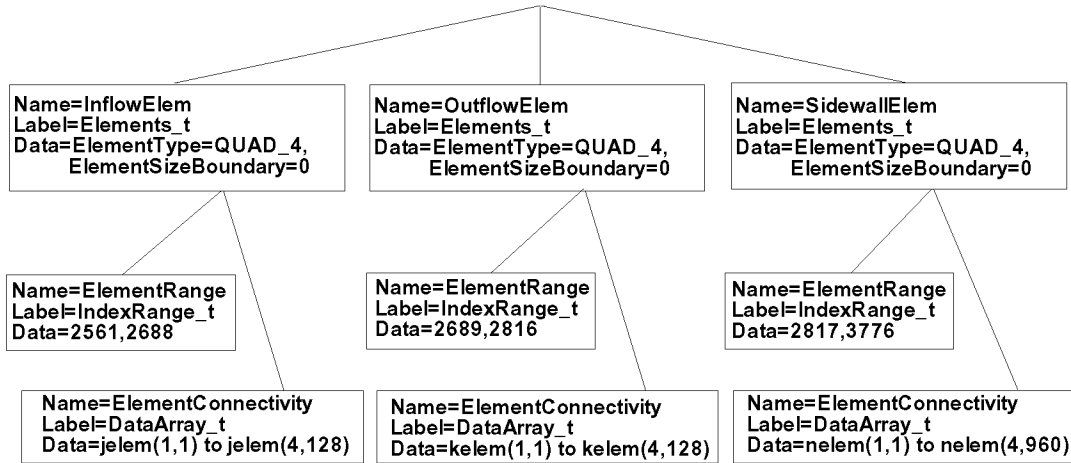 Name=InflowElem
Label=Elements_t
Data=ElementType=QUAD_4,
ElementSizeBoundary=0
Name=OutflowElem
Label=Elements_t
Data=ElementType=QUAD_4,
ElementSizeBoundary=0
Name=SidewallElem
Label=Elements_t
Data=ElementType=QUAD_4,
ElementSizeBoundary=0
Name=ElementRange
Label=IndexRange_t
Data=2561,2688
Name=ElementRange
Label=IndexRange_t
Data=2689,2816
Name=ElementRange
Label=IndexRange_t
Data=2817,3776
Name=ElementConnectivity
Label=DataArray_t
Data=jelem(1,1) to jelem(4,128)
Name=ElementConnectivity
Label=DataArray_t
Data=kelem(1,1) to kelem(4,128)
Name=ElementConnectivity
Label=DataArray_t
Data=nelem(1,1) to nelem(4,960)